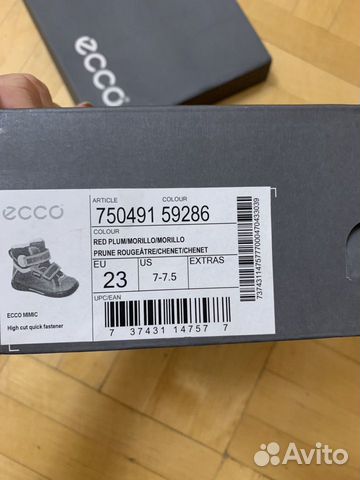 ecco
ecco
ARTICLE COLOUR
750491 59286
COLOUR
RED PLUM/MORILLO/MORILLO
PRUNE ROUGEÂTRE/CHENET/CHENET
EU US EXTRAS
23 7-7.5
UPC/EAN
7 37431 14757 7
ECCO MIMIC
High cut quick fastener
737431147577000470433039
Avito